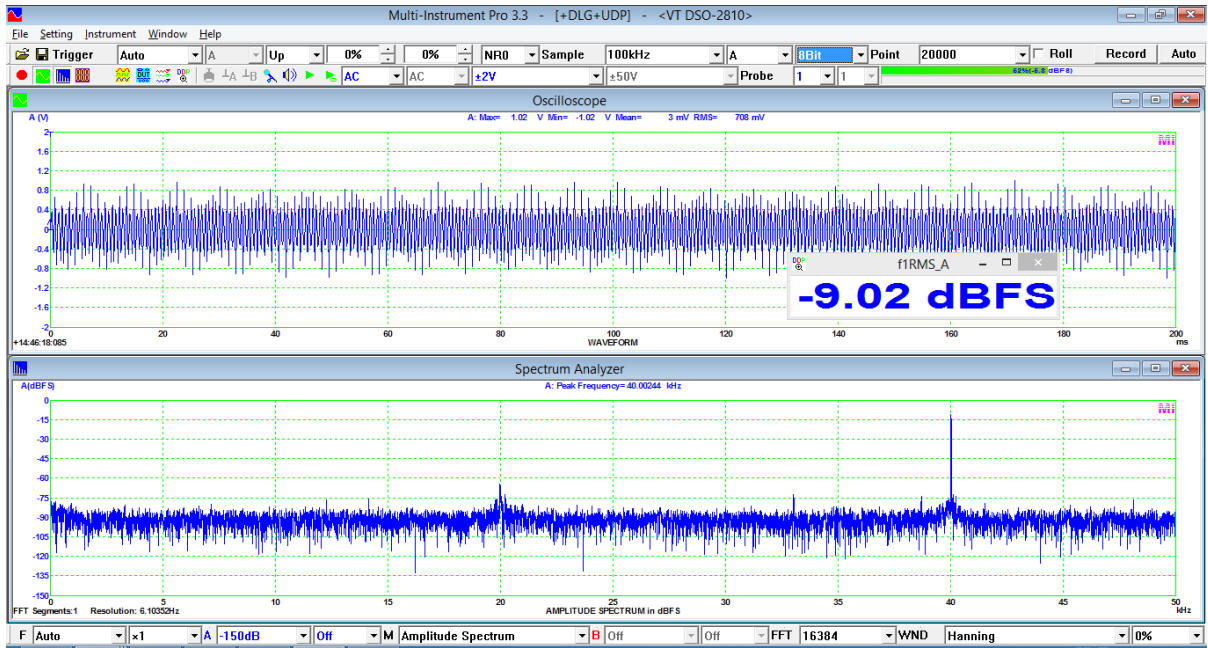 Multi-Instrument Pro 3.3 - [+DLG+UDP] - <VT DSO-2810>
File Setting Instrument Window Help
Trigger Auto A Up 0% 0% NR0 Sample 100kHz A 8Bit Point 20000 Roll Record Auto
DUT A B AC AC ±2V ±50V Probe 1 1 62%(-6.8 dBFS)
Oscilloscope
A (V) A: Max= 1.02 V Min= -1.02 V Mean= 3 mV RMS= 708 mV
2
1.6
1.2
0.8
0.4
0
-0.4
-0.8
-1.2
-1.6
-2
DDP f1RMS_A
-9.02 dBFS
0 20 40 60 80 100 120 140 160 180 200
+14:46:18:085 WAVEFORM ms
Spectrum Analyzer
A(dBFS) A: Peak Frequency= 40.00244 kHz
0
-15
-30
-45
-60
-75
-90
-105
-120
-135
-150
0 5 10 15 20 25 30 35 40 45 50
FFT Segments:1 Resolution: 6.10352Hz AMPLITUDE SPECTRUM in dBFS kHz
F Auto ×1 A -150dB Off M Amplitude Spectrum B Off Off FFT 16384 WND Hanning 0%